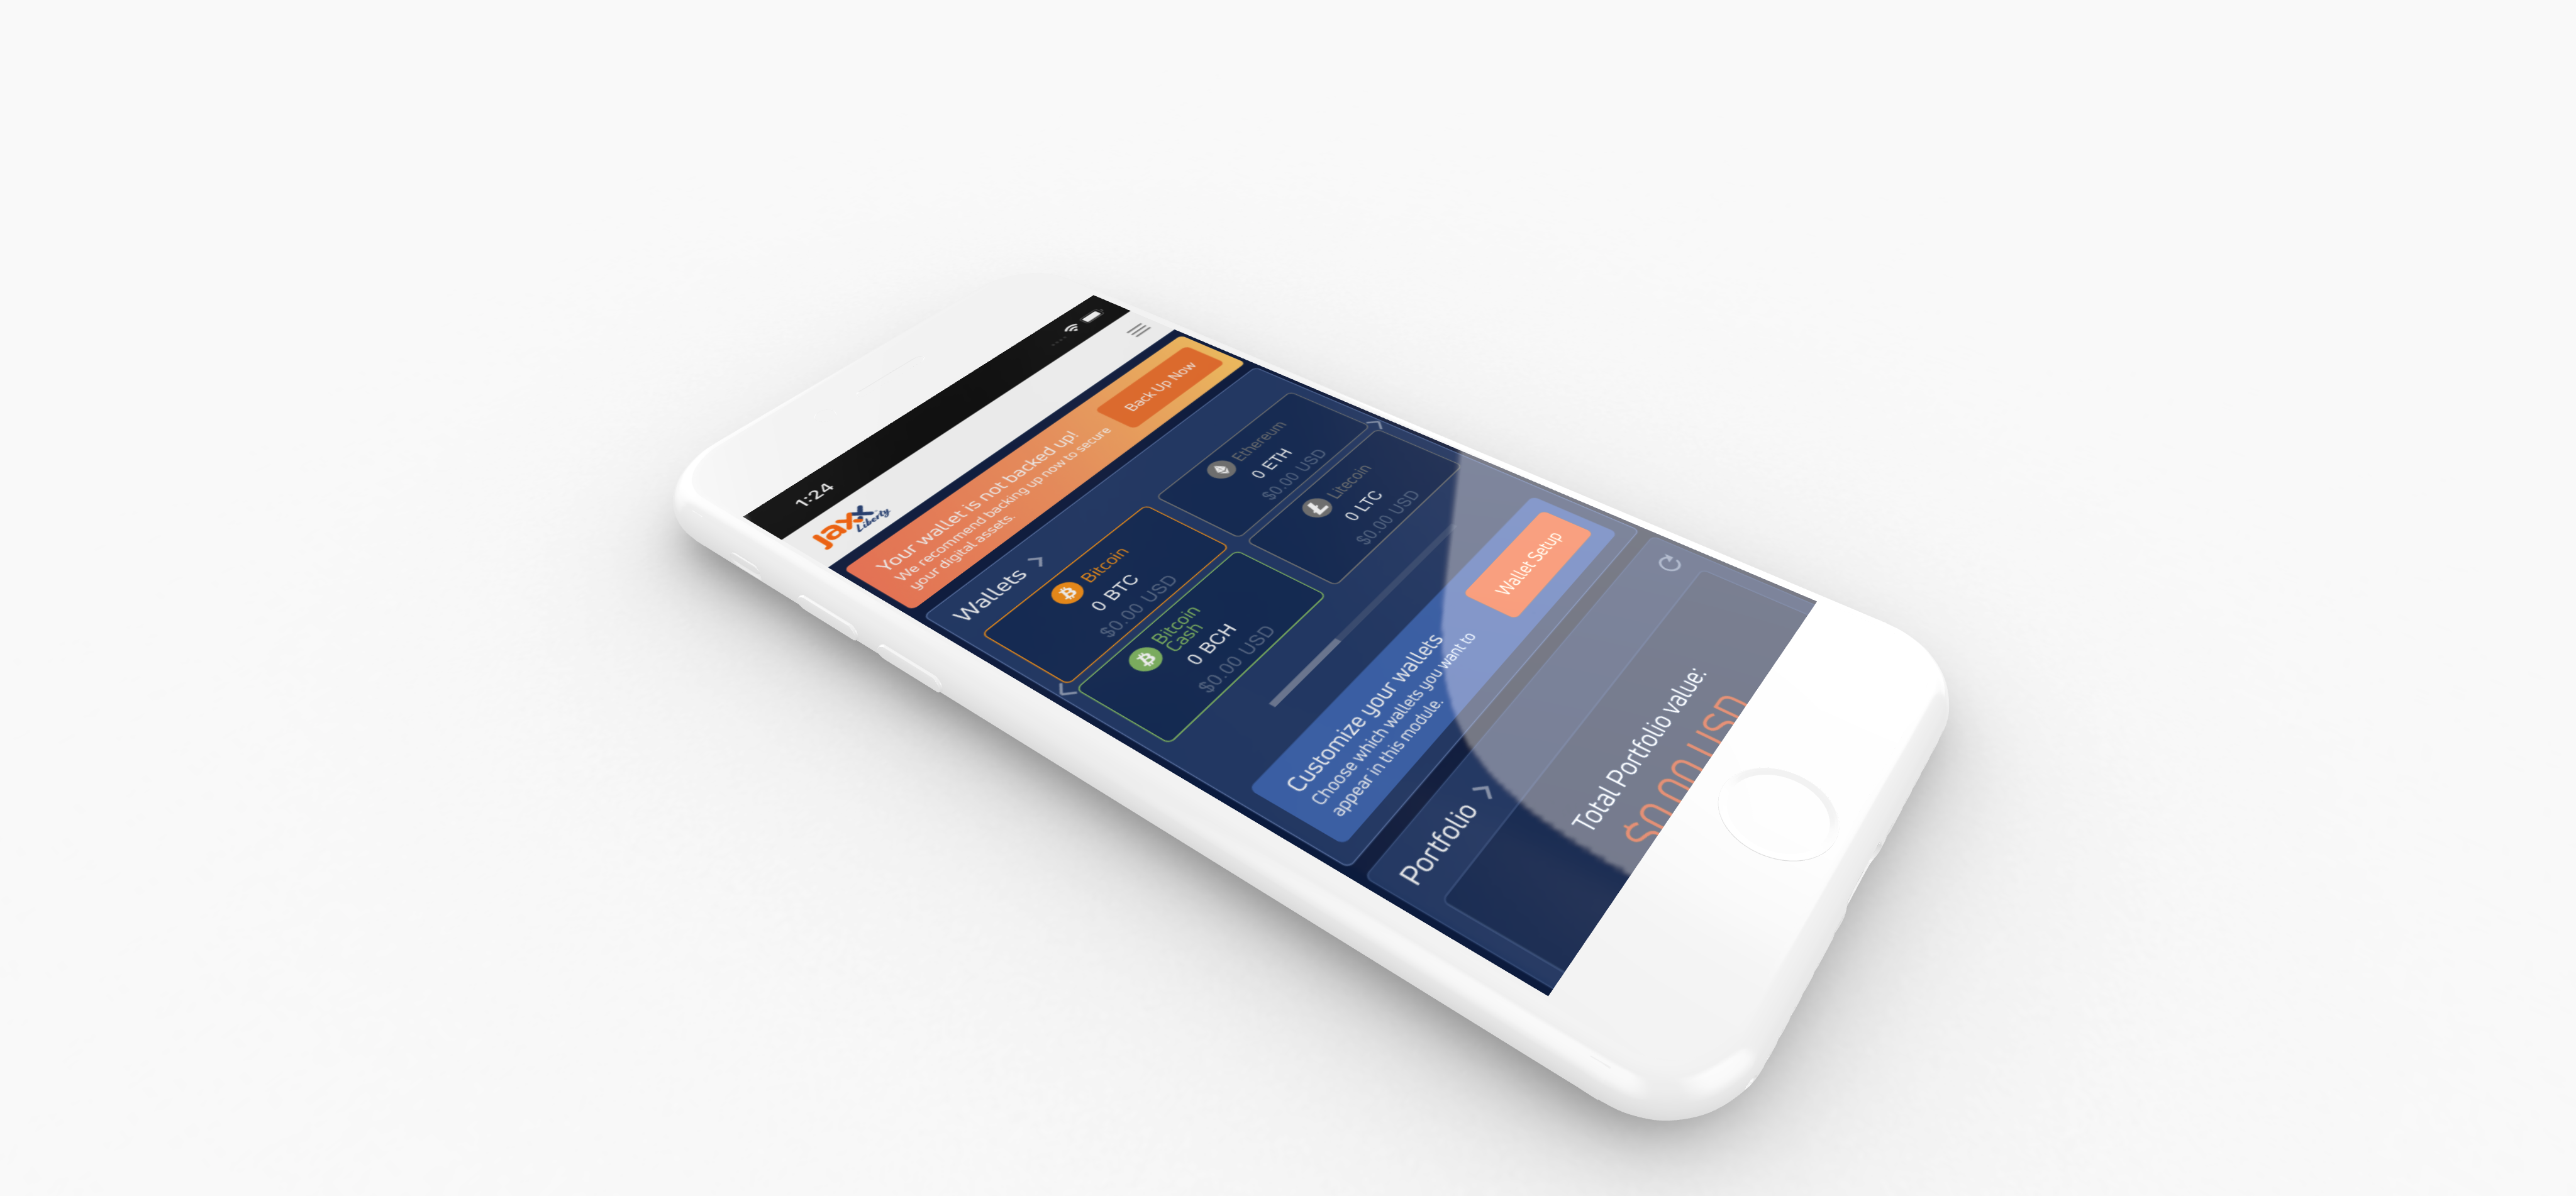 1:24
jaxx
Liberty
Your wallet is not backed up!
We recommend backing up now to secure
your digital assets.
Back Up Now
Wallets
Bitcoin
0 BTC
$0.00 USD
Ethereum
0 ETH
$0.00 USD
Bitcoin
Cash
0 BCH
$0.00 USD
Litecoin
0 LTC
$0.00 USD
Customize your wallets
Choose which wallets you want to
appear in this module.
Wallet Setup
Portfolio
Total Portfolio value:
$0.00 USD